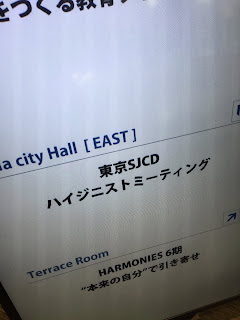 をつくる教育
city Hall [ EAST ]
東京SJCD
ハイジニストミーティング
Terrace Room
HARMONIES 6期
“本来の自分”で引き寄せ